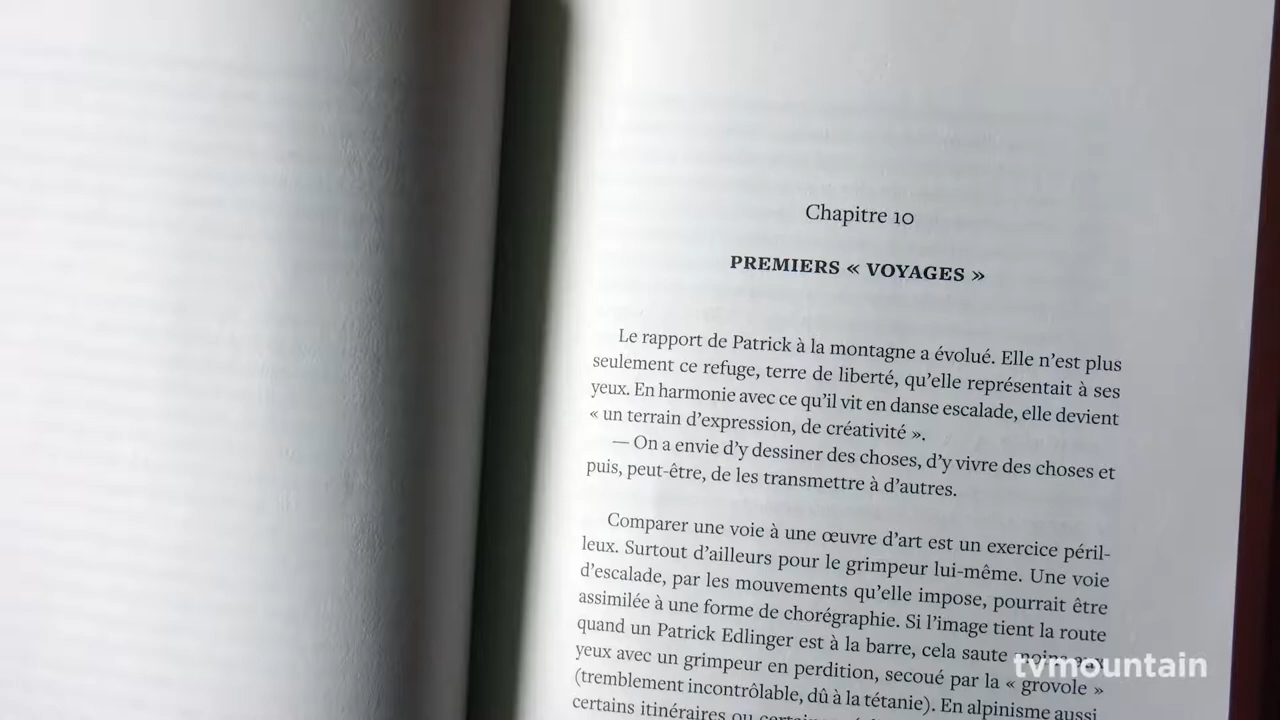 Chapitre 10
PREMIERS « VOYAGES »
Le rapport de Patrick à la montagne a évolué. Elle n’est plus
seulement ce refuge, terre de liberté, qu’elle représentait à ses
yeux. En harmonie avec ce qu’il vit en danse escalade, elle devient
« un terrain d’expression, de créativité ».
— On a envie d’y dessiner des choses, d’y vivre des choses et
puis, peut-être, de les transmettre à d’autres.
Comparer une voie à une œuvre d’art est un exercice péril-
leux. Surtout d’ailleurs pour le grimpeur lui-même. Une voie
d’escalade, par les mouvements qu’elle impose, pourrait être
assimilée à une forme de chorégraphie. Si l’image tient la route
quand un Patrick Edlinger est à la barre, cela saute moins aux
yeux avec un grimpeur en perdition, secoué par la « grovole »
(tremblement incontrôlable, dû à la tétanie). En alpinisme aussi
certains itinéraires ou
tvmountain